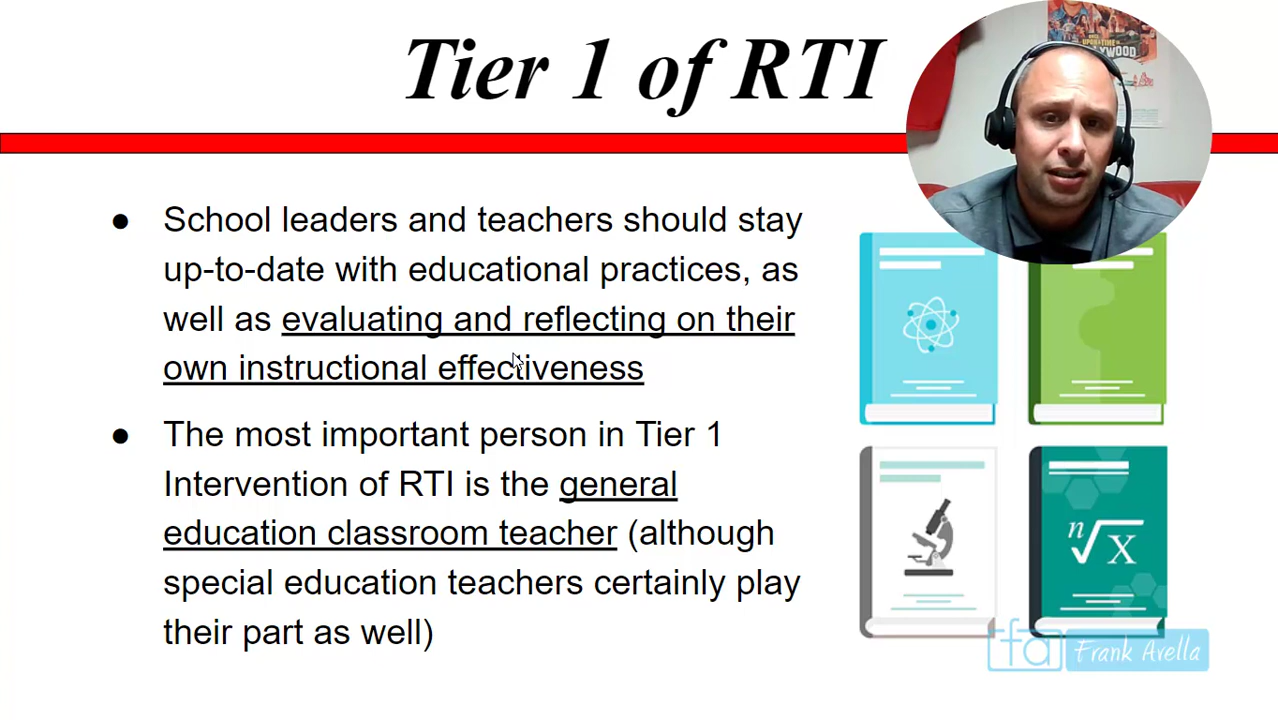 Tier 1 of RTI
● School leaders and teachers should stay
up-to-date with educational practices, as
well as evaluating and reflecting on their
own instructional effectiveness
● The most important person in Tier 1
Intervention of RTI is the general
education classroom teacher (although
special education teachers certainly play
their part as well)
n√X
fa Frank Avella